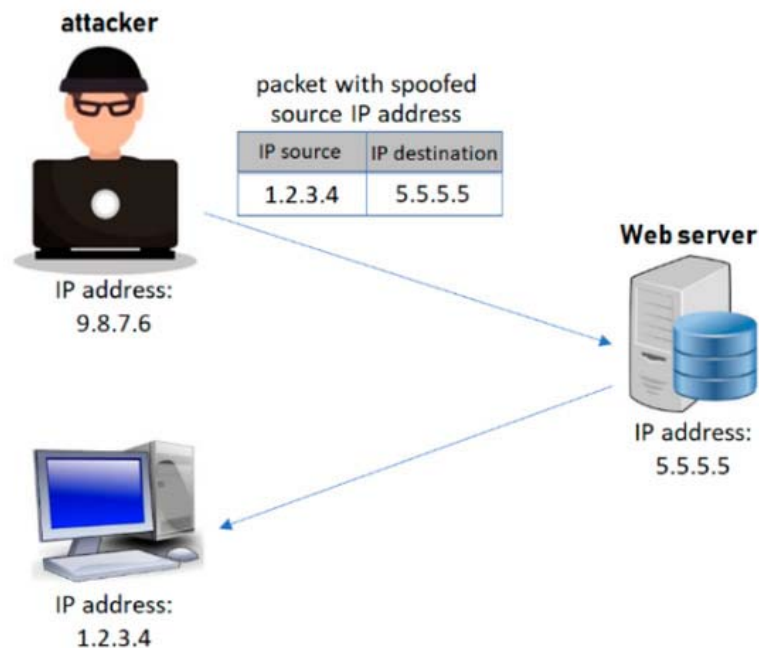 attacker
packet with spoofed
source IP address
IP source IP destination
1.2.3.4 5.5.5.5
IP address:
9.8.7.6
Web server
IP address:
5.5.5.5
IP address:
1.2.3.4